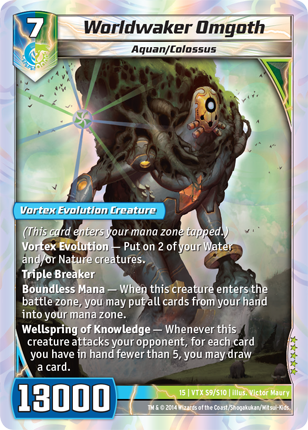 7
Worldwaker Omgoth
Aquan/Colossus
Vortex Evolution Creature
(This card enters your mana zone tapped.)
Vortex Evolution — Put on 2 of your Water
and/or Nature creatures.
Triple Breaker
Boundless Mana — When this creature enters the
battle zone, you may put all cards from your hand
into your mana zone.
Wellspring of Knowledge — Whenever this
creature attacks your opponent, for each card
you have in hand fewer than 5, you may draw
a card.
13000
15 | VTX S9/S10 | Illus. Victor Maury
TM & © 2014 Wizards of the Coast/Shogakukan/Mitsui-Kids.